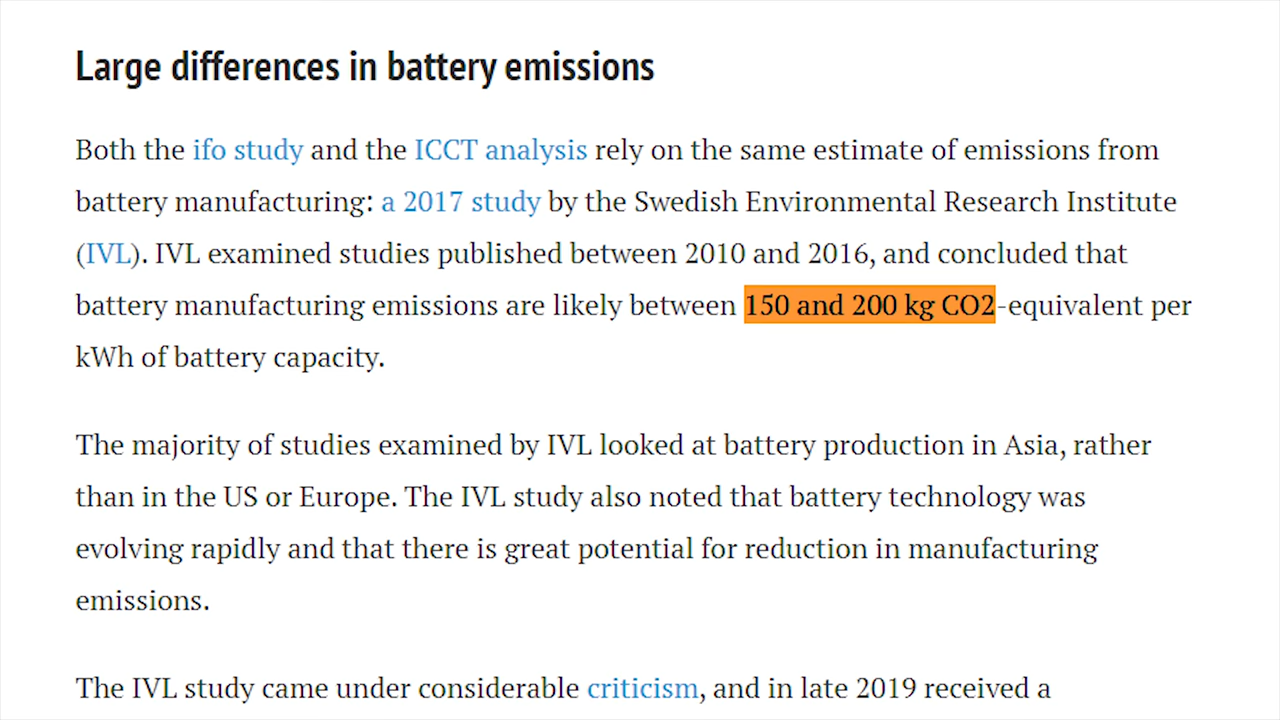 Large differences in battery emissions
Both the ifo study and the ICCT analysis rely on the same estimate of emissions from
battery manufacturing: a 2017 study by the Swedish Environmental Research Institute
(IVL). IVL examined studies published between 2010 and 2016, and concluded that
battery manufacturing emissions are likely between 150 and 200 kg CO2-equivalent per
kWh of battery capacity.
The majority of studies examined by IVL looked at battery production in Asia, rather
than in the US or Europe. The IVL study also noted that battery technology was
evolving rapidly and that there is great potential for reduction in manufacturing
emissions.
The IVL study came under considerable criticism, and in late 2019 received a